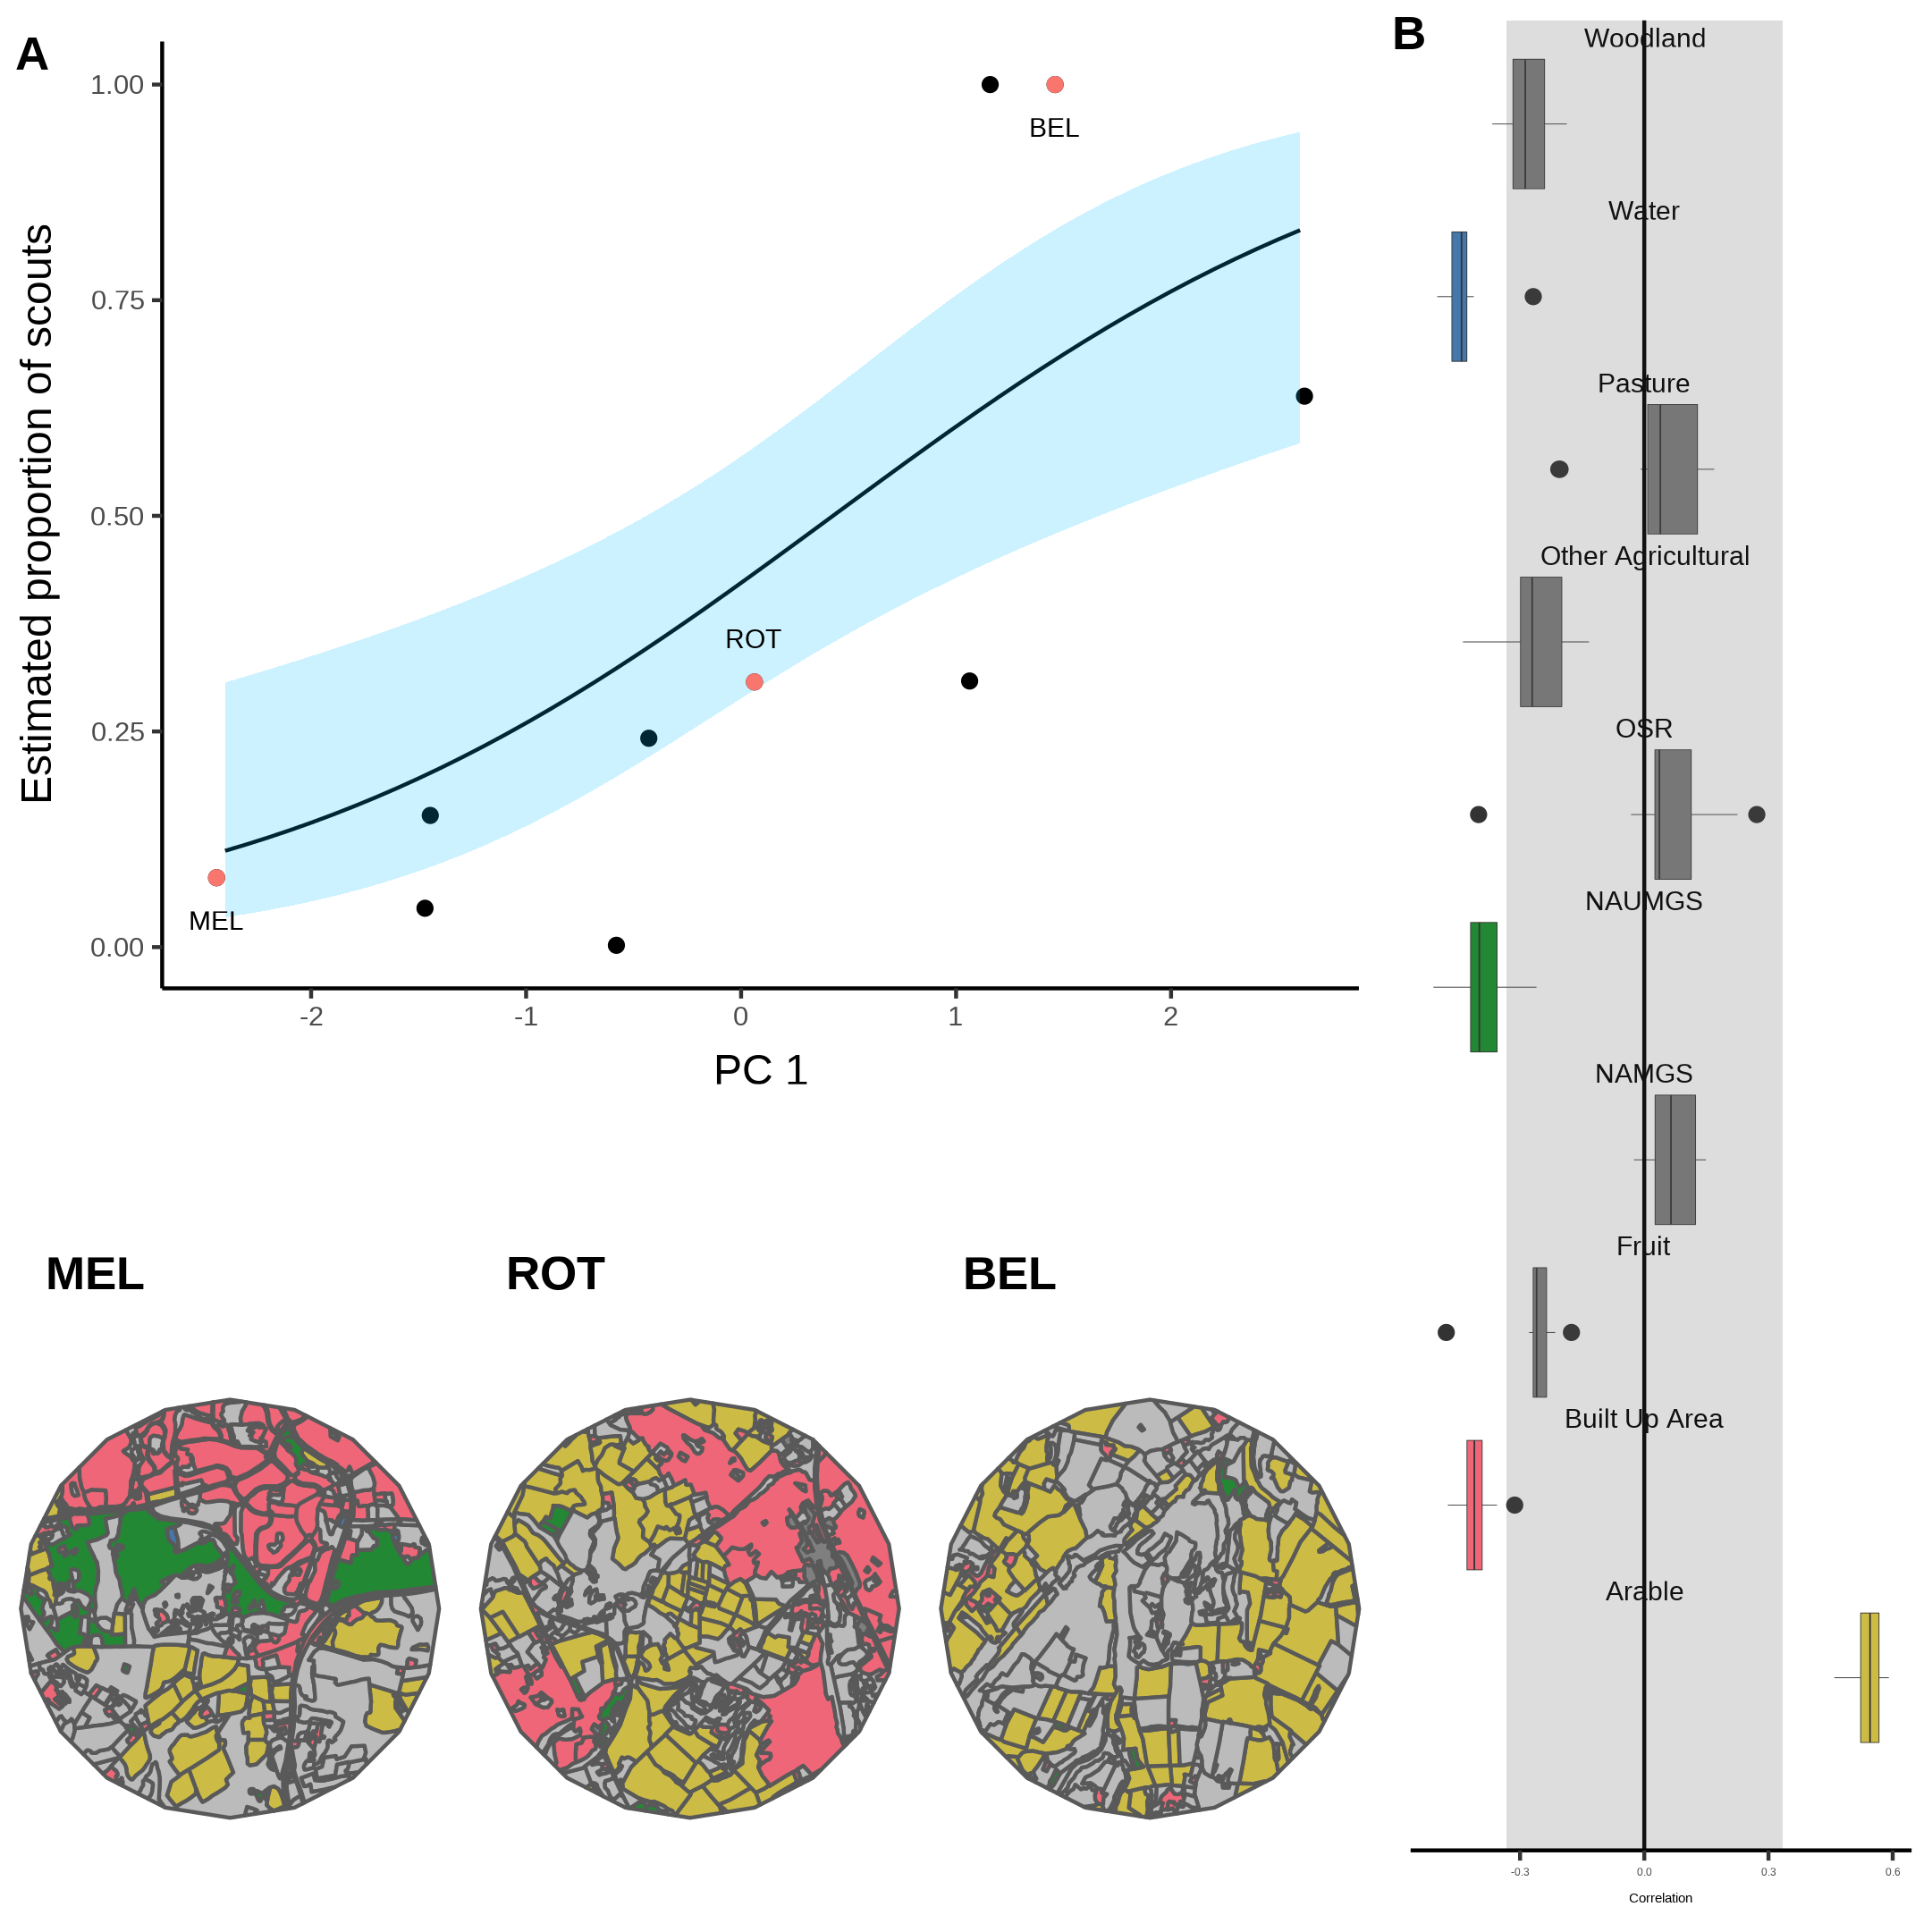 A
Estimated proportion of scouts
1.00
0.75
0.50
0.25
0.00
BEL
ROT
MEL
-2
-1
0
1
2
PC 1
MEL
ROT
BEL
B
Woodland
Water
Pasture
Other Agricultural
OSR
NAUMGS
NAMGS
Fruit
Built Up Area
Arable
-0.3
0.0
0.3
0.6
Correlation